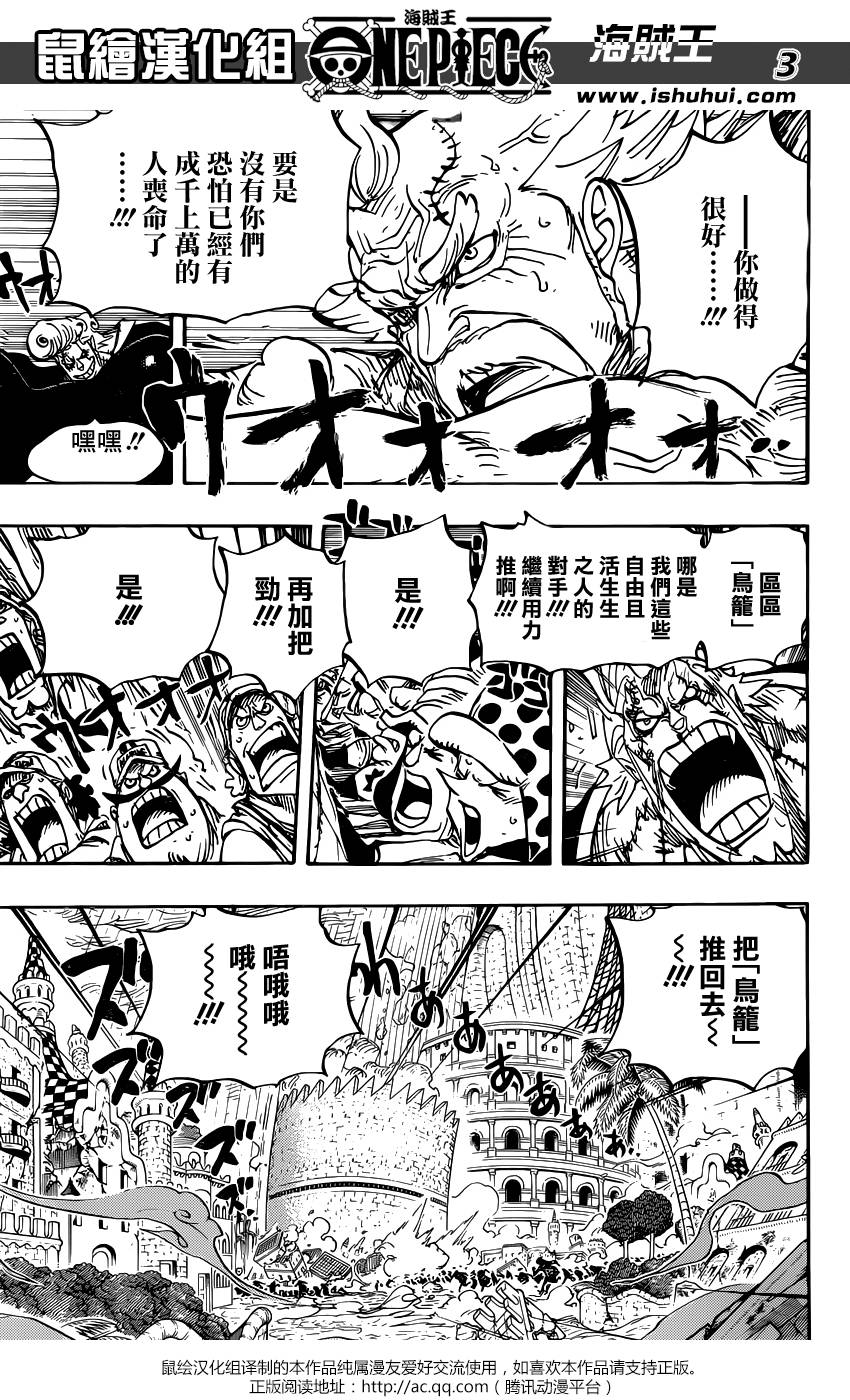 鼠繪漢化組
海賊王
ONE PIECE
海賊王
www.ishuhui.com
3
——你做得
很好……!!!
要是
沒有你們
恐怕已經有
成千上萬的
人喪命了
……!!!
嘿嘿!!
ウオオオオ
區區
「鳥籠」
哪是
我們這些
自由且
活生生
之人的
對手!!!
繼續用力
推啊!!!
是!!!
再加把
勁!!!
是!!!
ウオオオ
把「鳥籠」
推回去～
～!!!
唔哦哦
哦～～
～!!!
わあああああ
ズズズズズ
鼠绘汉化组译制的本作品纯属漫友爱好交流使用，如喜欢本作品请支持正版。
正版阅读地址：http://ac.qq.com（腾讯动漫平台）